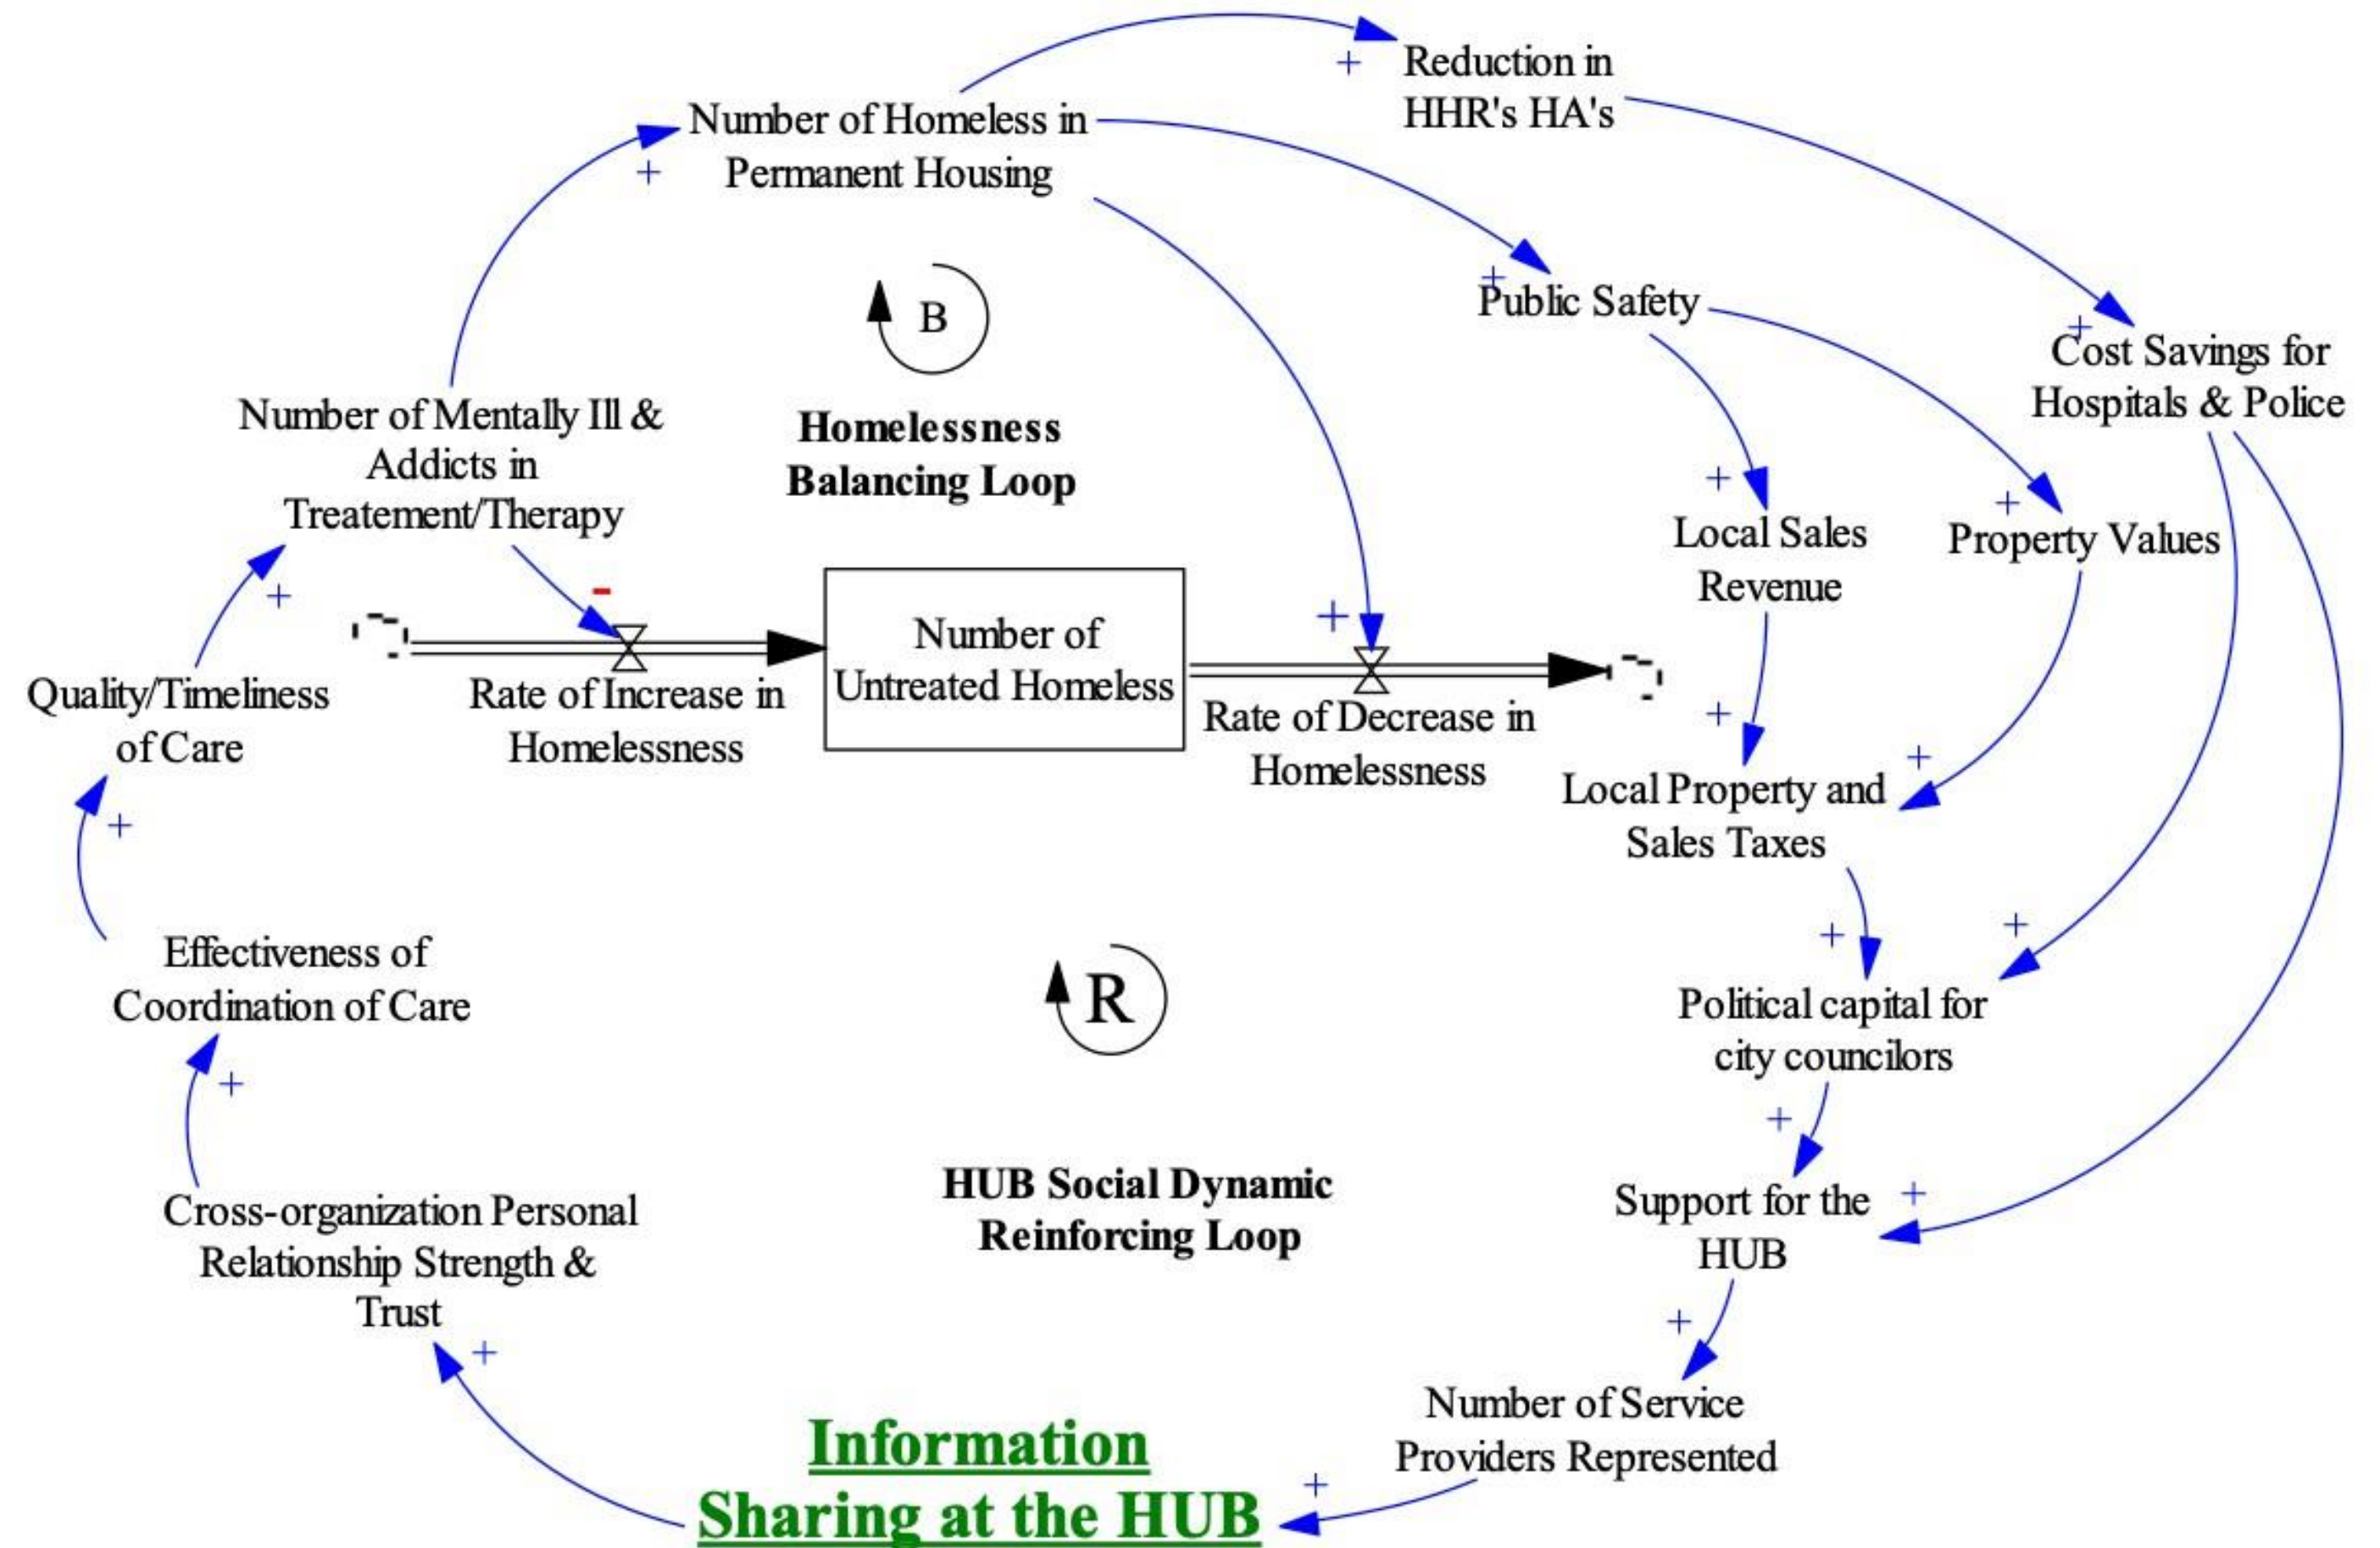 Reduction in
HHR's HA's
+
Number of Homeless in
Permanent Housing
+
+
Public Safety
+
Cost Savings for
Hospitals & Police
B
Homelessness
Balancing Loop
Number of Mentally Ill &
Addicts in
Treatement/Therapy
+
-
+
+
+
Local Sales
Revenue
Property Values
Number of
Untreated Homeless
Quality/Timeliness
of Care
Rate of Increase in
Homelessness
Rate of Decrease in
Homelessness
+
+
+
Local Property and
Sales Taxes
+
+
Effectiveness of
Coordination of Care
R
Political capital for
city councilors
+
+
HUB Social Dynamic
Reinforcing Loop
Support for the
HUB
+
Cross-organization Personal
Relationship Strength &
Trust
+
+
Number of Service
Providers Represented
+
Information
Sharing at the HUB